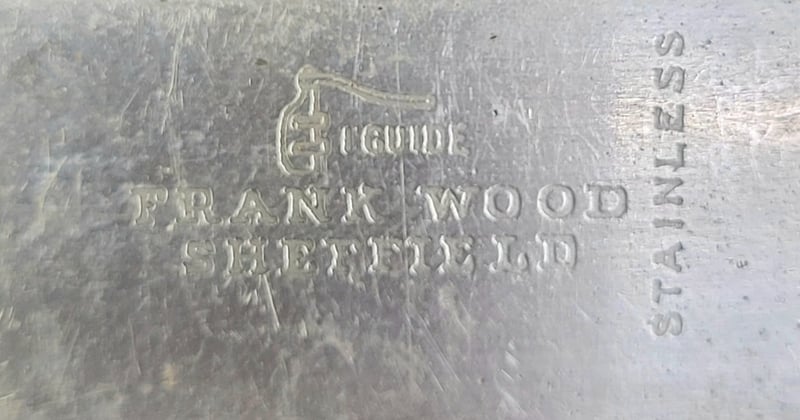 I'GUIDE
FRANK WOOD
SHEFFIELD
STAINLESS